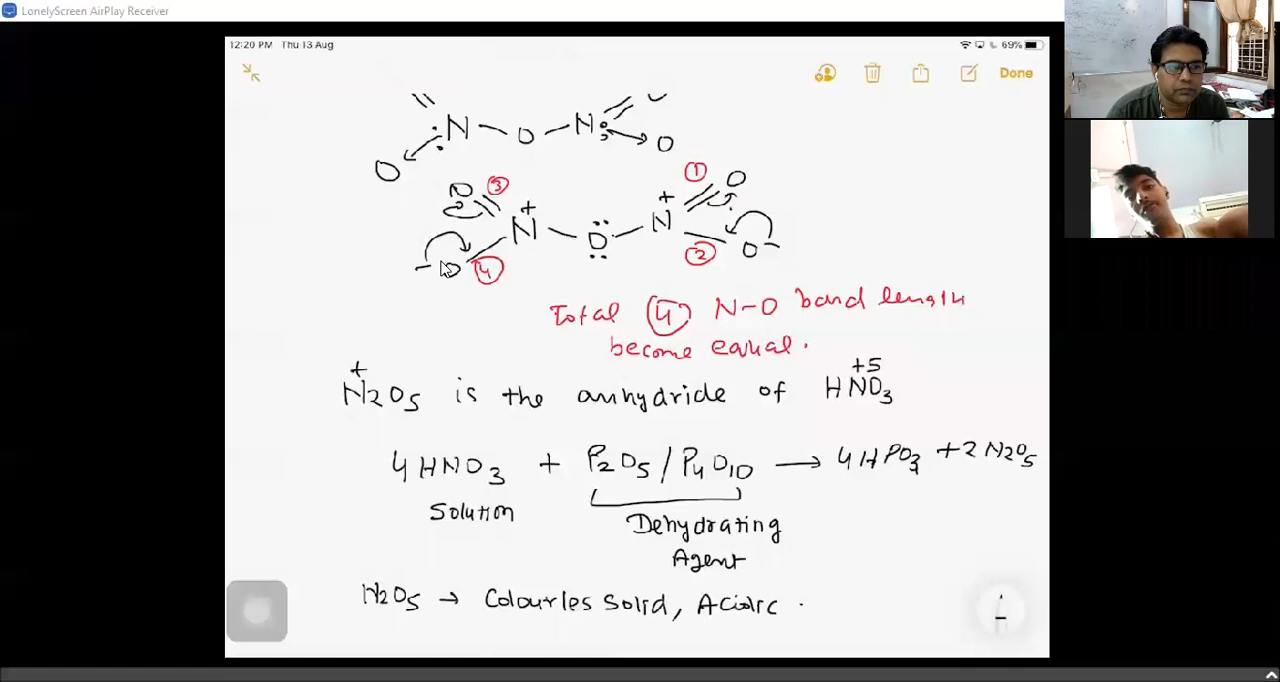 LonelyScreen AirPlay Receiver
12:20 PM Thu 13 Aug
69%
Done
N O N
O O
O ③ + + ① O
N O N
O ④ ② O
Total ④ N-O bond length
become equal.
+
N2O5 is the anhydride of HNO3
+5
4HNO3 + P2O5/P4O10 → 4HPO3 + 2N2O5
Solution
Dehydrating
Agent
N2O5 → Colourles Solid, Acidic.